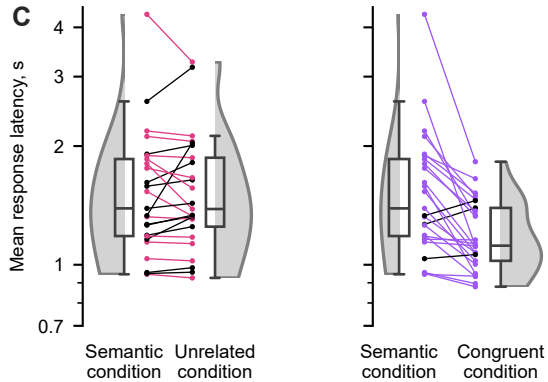 C
Mean response latency, s
4
3
2
1
0.7
Semantic condition
Unrelated condition
Semantic condition
Congruent condition